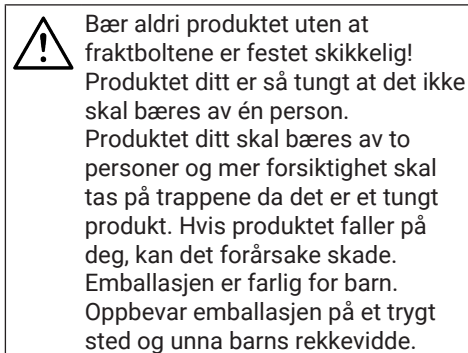 Bær aldri produktet uten at
fraktboltene er festet skikkelig!
Produktet ditt er så tungt at det ikke
skal bæres av én person.
Produktet ditt skal bæres av to
personer og mer forsiktighet skal
tas på trappene da det er et tungt
produkt. Hvis produktet faller på
deg, kan det forårsake skade.
Emballasjen er farlig for barn.
Oppbevar emballasjen på et trygt
sted og unna barns rekkevidde.